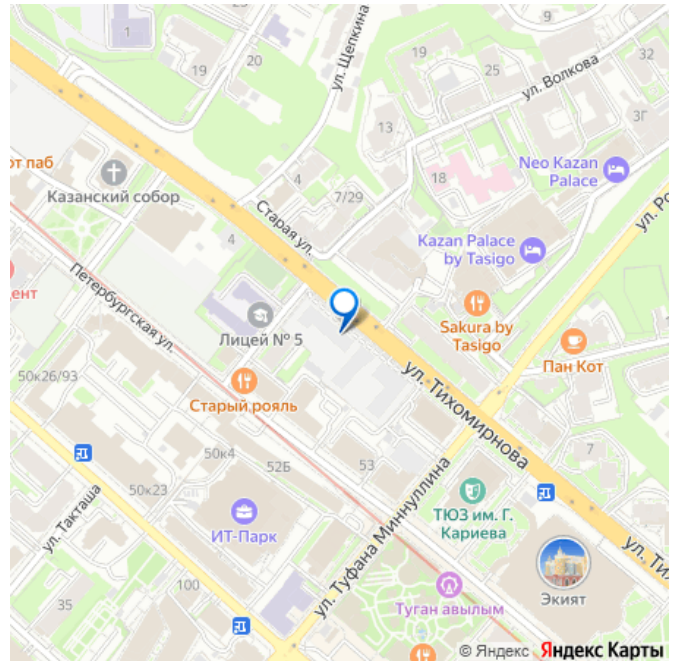 1
20
19
ул. Щепкина
19
25
32
ул. Волкова
13
3Г
от паб
Казанский собор
4
7/29
18
Neo Kazan
Palace
Старая ул.
4
Kazan Palace
by Tasigo
ул. Ро
ент
Петербургская ул.
Лицей № 5
Sakura by
Tasigo
Пан Кот
50к26/93
Старый рояль
ул. Тихомирнова
50к4
52Б
53
7
50к23
ИТ-Парк
ТЮЗ им. Г.
Кариева
ул. Такташа
ул. Туфана Миннуллина
ул. Тих
100
Экият
35
Туган авылым
© Яндекс Яндекс Карты